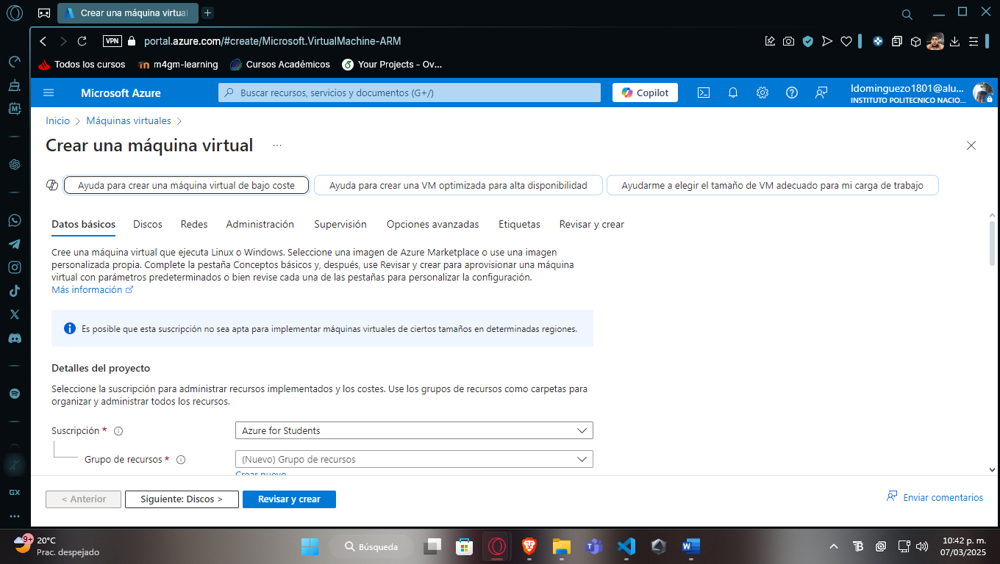 Crear una máquina virtual
VPN
portal.azure.com/#create/Microsoft.VirtualMachine-ARM
Todos los cursos
m4gm-learning
Cursos Académicos
Your Projects - Ov...
Microsoft Azure
Buscar recursos, servicios y documentos (G+/)
Copilot
ldominguezo1801@alu...
INSTITUTO POLITECNICO NACIO...
Inicio > Máquinas virtuales >
Crear una máquina virtual ...
Ayuda para crear una máquina virtual de bajo coste
Ayuda para crear una VM optimizada para alta disponibilidad
Ayudarme a elegir el tamaño de VM adecuado para mi carga de trabajo
Datos básicos
Discos
Redes
Administración
Supervisión
Opciones avanzadas
Etiquetas
Revisar y crear
Cree una máquina virtual que ejecuta Linux o Windows. Seleccione una imagen de Azure Marketplace o use una imagen
personalizada propia. Complete la pestaña Conceptos básicos y, después, use Revisar y crear para aprovisionar una máquina
virtual con parámetros predeterminados o bien revise cada una de las pestañas para personalizar la configuración.
Más información
Es posible que esta suscripción no sea apta para implementar máquinas virtuales de ciertos tamaños en determinadas regiones.
Detalles del proyecto
Seleccione la suscripción para administrar recursos implementados y los costes. Use los grupos de recursos como carpetas para
organizar y administrar todos los recursos.
Suscripción *
Azure for Students
Grupo de recursos *
(Nuevo) Grupo de recursos
Crear nuevo
< Anterior
Siguiente: Discos >
Revisar y crear
Enviar comentarios
GX
9+
20°C
Prac. despejado
Búsqueda
10:42 p. m.
07/03/2025